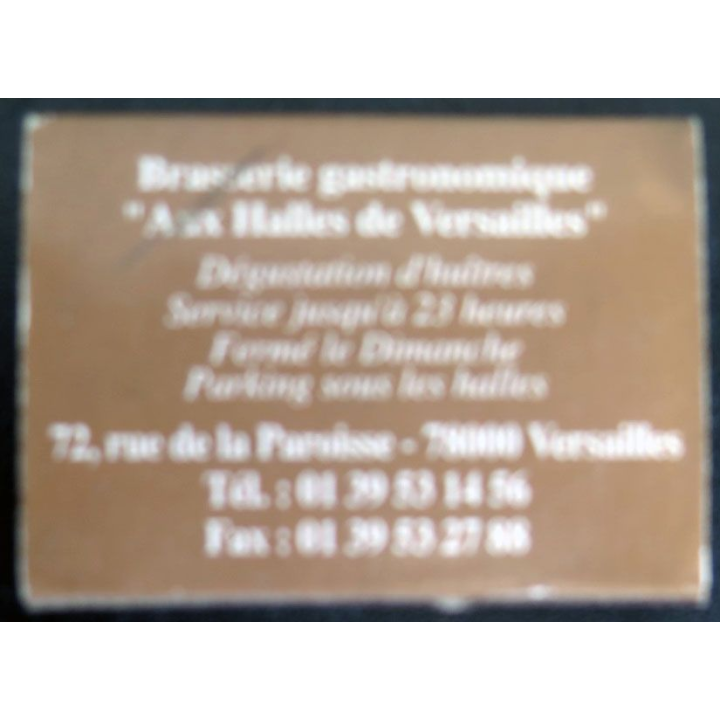 Brasserie gastronomique
"Aux Halles de Versailles"
Dégustation d'huîtres
Service jusqu'à 23 heures
Fermé le Dimanche
Parking sous les halles
72, rue de la Paroisse - 78000 Versailles
Tél. : 01 39 53 14 56
Fax : 01 39 53 27 88